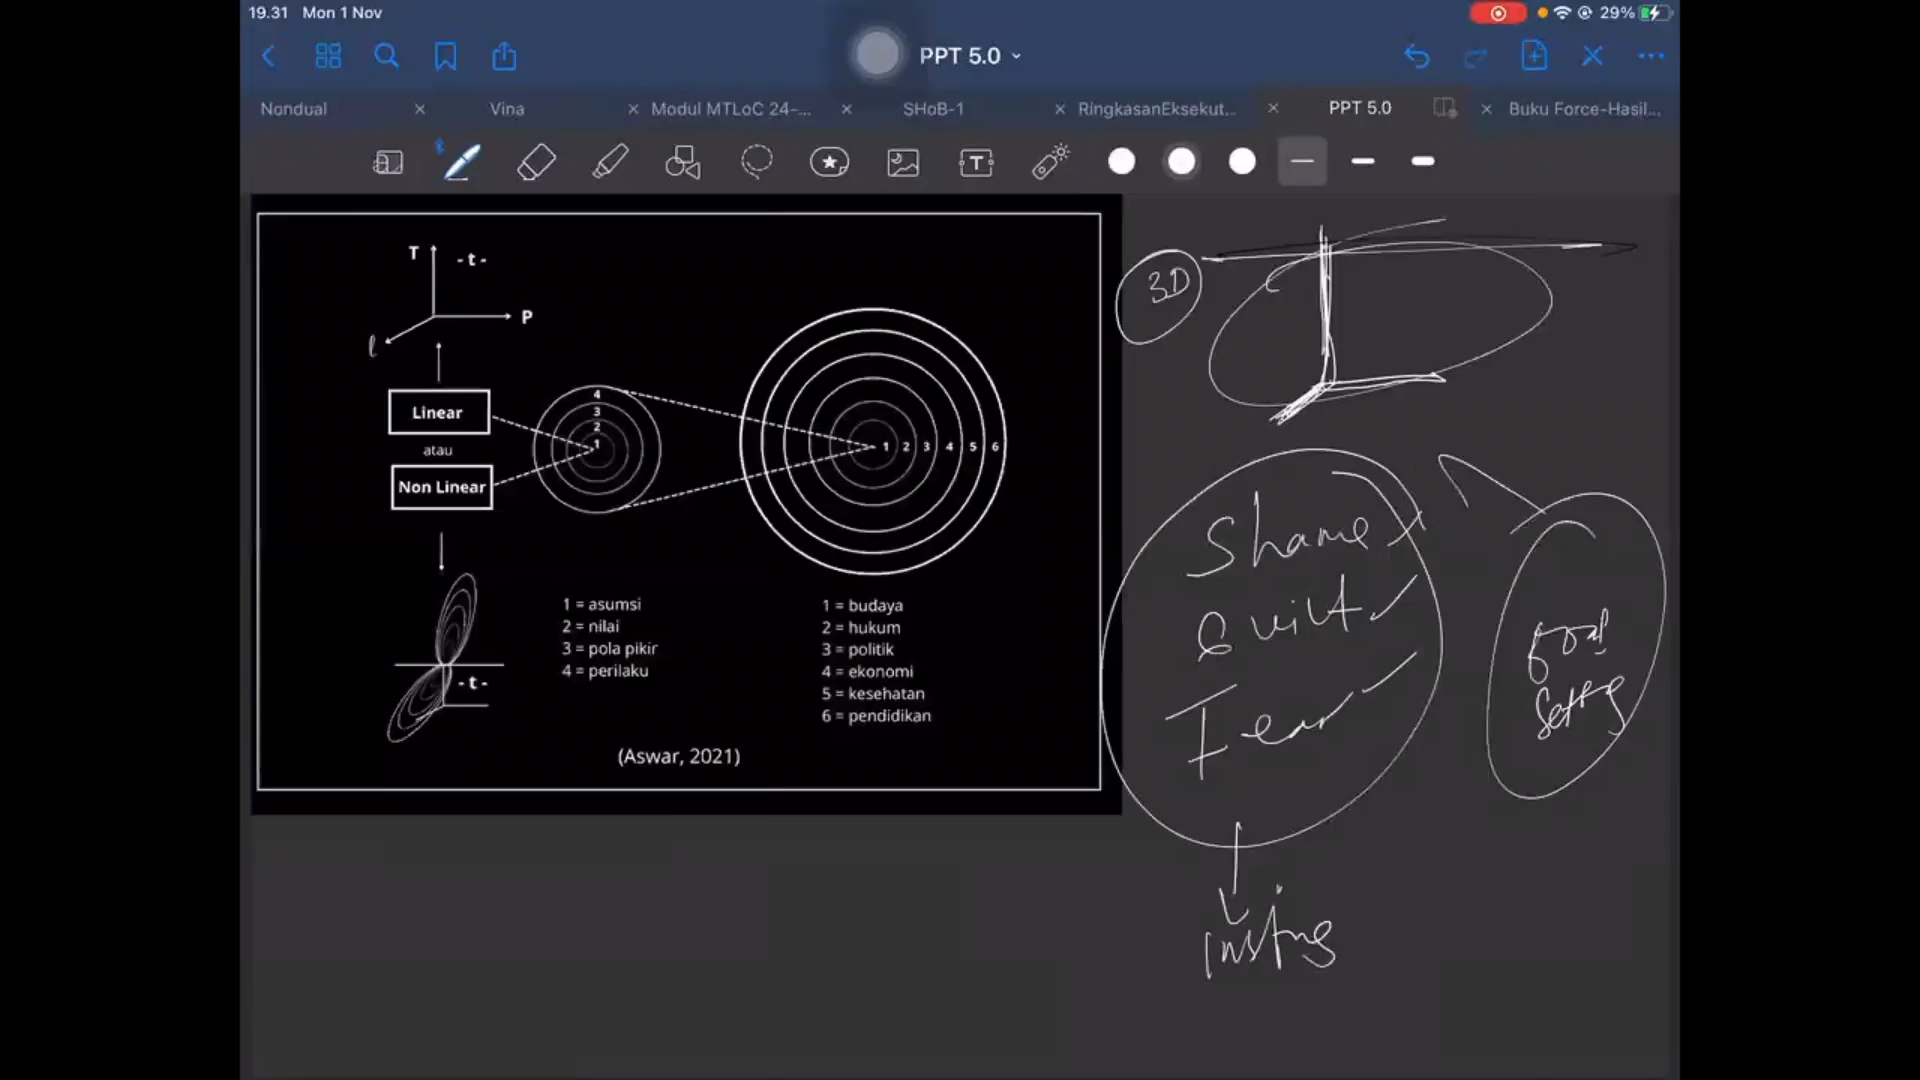 19.31 Mon 1 Nov
29%
PPT 5.0
Nondual
Vina
Modul MTLoC 24-...
SHoB-1
RingkasanEksekut...
PPT 5.0
Buku Force-Hasil...
T
- t -
P
l
Linear
atau
Non Linear
4
3
2
1
1 2 3 4 5 6
- t -
1 = asumsi
2 = nilai
3 = pola pikir
4 = perilaku
1 = budaya
2 = hukum
3 = politik
4 = ekonomi
5 = kesehatan
6 = pendidikan
(Aswar, 2021)
3D
Shame
Guilt
Fear
Insting
goal
setting